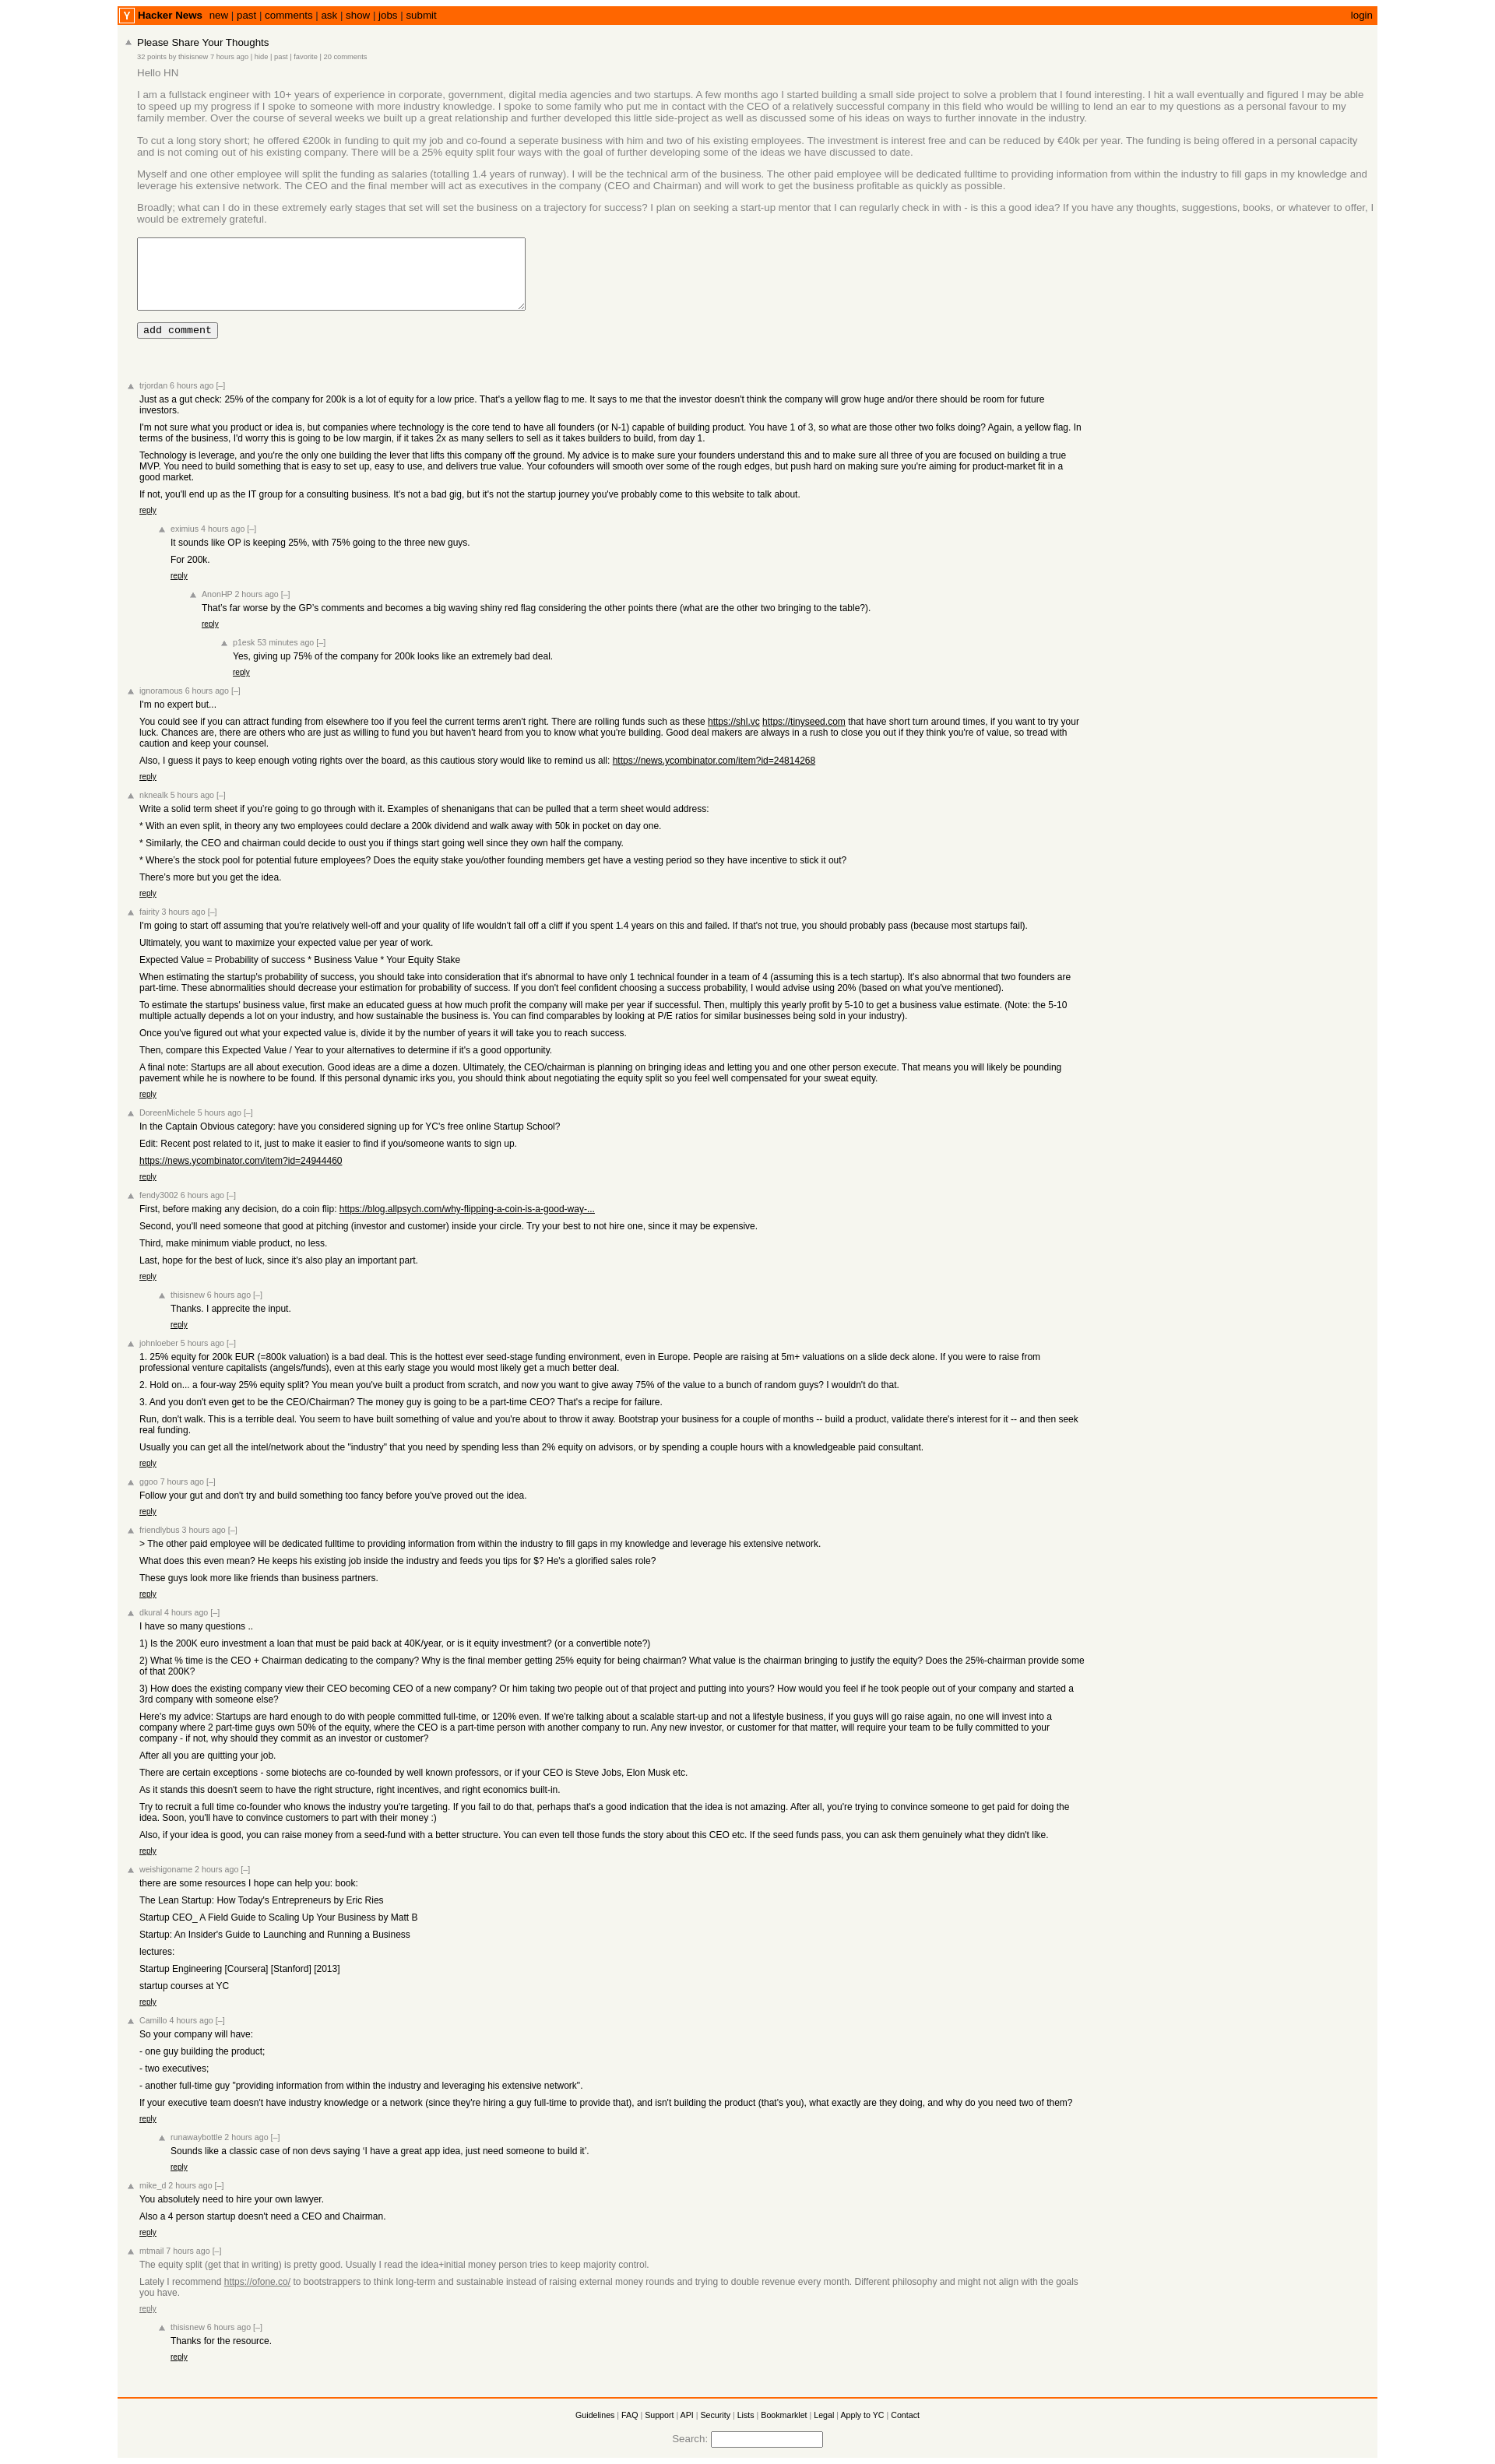 Y Hacker News new | past | comments | ask | show | jobs | submit login
Please Share Your Thoughts
32 points by thisisnew 7 hours ago | hide | past | favorite | 20 comments
Hello HN
I am a fullstack engineer with 10+ years of experience in corporate, government, digital media agencies and two startups. A few months ago I started building a small side project to solve a problem that I found interesting. I hit a wall eventually and figured I may be able
to speed up my progress if I spoke to someone with more industry knowledge. I spoke to some family who put me in contact with the CEO of a relatively successful company in this field who would be willing to lend an ear to my questions as a personal favour to my
family member. Over the course of several weeks we built up a great relationship and further developed this little side-project as well as discussed some of his ideas on ways to further innovate in the industry.
To cut a long story short; he offered €200k in funding to quit my job and co-found a seperate business with him and two of his existing employees. The investment is interest free and can be reduced by €40k per year. The funding is being offered in a personal capacity
and is not coming out of his existing company. There will be a 25% equity split four ways with the goal of further developing some of the ideas we have discussed to date.
Myself and one other employee will split the funding as salaries (totalling 1.4 years of runway). I will be the technical arm of the business. The other paid employee will be dedicated fulltime to providing information from within the industry to fill gaps in my knowledge and
leverage his extensive network. The CEO and the final member will act as executives in the company (CEO and Chairman) and will work to get the business profitable as quickly as possible.
Broadly; what can I do in these extremely early stages that set will set the business on a trajectory for success? I plan on seeking a start-up mentor that I can regularly check in with - is this a good idea? If you have any thoughts, suggestions, books, or whatever to offer, I
would be extremely grateful.
add comment
trjordan 6 hours ago [–]
Just as a gut check: 25% of the company for 200k is a lot of equity for a low price. That's a yellow flag to me. It says to me that the investor doesn't think the company will grow huge and/or there should be room for future
investors.
I'm not sure what you product or idea is, but companies where technology is the core tend to have all founders (or N-1) capable of building product. You have 1 of 3, so what are those other two folks doing? Again, a yellow flag. In
terms of the business, I'd worry this is going to be low margin, if it takes 2x as many sellers to sell as it takes builders to build, from day 1.
Technology is leverage, and you're the only one building the lever that lifts this company off the ground. My advice is to make sure your founders understand this and to make sure all three of you are focused on building a true
MVP. You need to build something that is easy to set up, easy to use, and delivers true value. Your cofounders will smooth over some of the rough edges, but push hard on making sure you're aiming for product-market fit in a
good market.
If not, you'll end up as the IT group for a consulting business. It's not a bad gig, but it's not the startup journey you've probably come to this website to talk about.
reply
eximius 4 hours ago [–]
It sounds like OP is keeping 25%, with 75% going to the three new guys.
For 200k.
reply
AnonHP 2 hours ago [–]
That's far worse by the GP's comments and becomes a big waving shiny red flag considering the other points there (what are the other two bringing to the table?).
reply
p1esk 53 minutes ago [–]
Yes, giving up 75% of the company for 200k looks like an extremely bad deal.
reply
ignoramous 6 hours ago [–]
I'm no expert but...
You could see if you can attract funding from elsewhere too if you feel the current terms aren't right. There are rolling funds such as these https://shl.vc https://tinyseed.com that have short turn around times, if you want to try your
luck. Chances are, there are others who are just as willing to fund you but haven't heard from you to know what you're building. Good deal makers are always in a rush to close you out if they think you're of value, so tread with
caution and keep your counsel.
Also, I guess it pays to keep enough voting rights over the board, as this cautious story would like to remind us all: https://news.ycombinator.com/item?id=24814268
reply
nknealk 5 hours ago [–]
Write a solid term sheet if you're going to go through with it. Examples of shenanigans that can be pulled that a term sheet would address:
* With an even split, in theory any two employees could declare a 200k dividend and walk away with 50k in pocket on day one.
* Similarly, the CEO and chairman could decide to oust you if things start going well since they own half the company.
* Where's the stock pool for potential future employees? Does the equity stake you/other founding members get have a vesting period so they have incentive to stick it out?
There's more but you get the idea.
reply
fairity 3 hours ago [–]
I'm going to start off assuming that you're relatively well-off and your quality of life wouldn't fall off a cliff if you spent 1.4 years on this and failed. If that's not true, you should probably pass (because most startups fail).
Ultimately, you want to maximize your expected value per year of work.
Expected Value = Probability of success * Business Value * Your Equity Stake
When estimating the startup's probability of success, you should take into consideration that it's abnormal to have only 1 technical founder in a team of 4 (assuming this is a tech startup). It's also abnormal that two founders are
part-time. These abnormalities should decrease your estimation for probability of success. If you don't feel confident choosing a success probability, I would advise using 20% (based on what you've mentioned).
To estimate the startups' business value, first make an educated guess at how much profit the company will make per year if successful. Then, multiply this yearly profit by 5-10 to get a business value estimate. (Note: the 5-10
multiple actually depends a lot on your industry, and how sustainable the business is. You can find comparables by looking at P/E ratios for similar businesses being sold in your industry).
Once you've figured out what your expected value is, divide it by the number of years it will take you to reach success.
Then, compare this Expected Value / Year to your alternatives to determine if it's a good opportunity.
A final note: Startups are all about execution. Good ideas are a dime a dozen. Ultimately, the CEO/chairman is planning on bringing ideas and letting you and one other person execute. That means you will likely be pounding
pavement while he is nowhere to be found. If this personal dynamic irks you, you should think about negotiating the equity split so you feel well compensated for your sweat equity.
reply
DoreenMichele 5 hours ago [–]
In the Captain Obvious category: have you considered signing up for YC's free online Startup School?
Edit: Recent post related to it, just to make it easier to find if you/someone wants to sign up.
https://news.ycombinator.com/item?id=24944460
reply
fendy3002 6 hours ago [–]
First, before making any decision, do a coin flip: https://blog.allpsych.com/why-flipping-a-coin-is-a-good-way-...
Second, you'll need someone that good at pitching (investor and customer) inside your circle. Try your best to not hire one, since it may be expensive.
Third, make minimum viable product, no less.
Last, hope for the best of luck, since it's also play an important part.
reply
thisisnew 6 hours ago [–]
Thanks. I apprecite the input.
reply
johnloeber 5 hours ago [–]
1. 25% equity for 200k EUR (=800k valuation) is a bad deal. This is the hottest ever seed-stage funding environment, even in Europe. People are raising at 5m+ valuations on a slide deck alone. If you were to raise from
professional venture capitalists (angels/funds), even at this early stage you would most likely get a much better deal.
2. Hold on... a four-way 25% equity split? You mean you've built a product from scratch, and now you want to give away 75% of the value to a bunch of random guys? I wouldn't do that.
3. And you don't even get to be the CEO/Chairman? The money guy is going to be a part-time CEO? That's a recipe for failure.
Run, don't walk. This is a terrible deal. You seem to have built something of value and you're about to throw it away. Bootstrap your business for a couple of months -- build a product, validate there's interest for it -- and then seek
real funding.
Usually you can get all the intel/network about the "industry" that you need by spending less than 2% equity on advisors, or by spending a couple hours with a knowledgeable paid consultant.
reply
ggoo 7 hours ago [–]
Follow your gut and don't try and build something too fancy before you've proved out the idea.
reply
friendlybus 3 hours ago [–]
> The other paid employee will be dedicated fulltime to providing information from within the industry to fill gaps in my knowledge and leverage his extensive network.
What does this even mean? He keeps his existing job inside the industry and feeds you tips for $? He's a glorified sales role?
These guys look more like friends than business partners.
reply
dkural 4 hours ago [–]
I have so many questions ..
1) Is the 200K euro investment a loan that must be paid back at 40K/year, or is it equity investment? (or a convertible note?)
2) What % time is the CEO + Chairman dedicating to the company? Why is the final member getting 25% equity for being chairman? What value is the chairman bringing to justify the equity? Does the 25%-chairman provide some
of that 200K?
3) How does the existing company view their CEO becoming CEO of a new company? Or him taking two people out of that project and putting into yours? How would you feel if he took people out of your company and started a
3rd company with someone else?
Here's my advice: Startups are hard enough to do with people committed full-time, or 120% even. If we're talking about a scalable start-up and not a lifestyle business, if you guys will go raise again, no one will invest into a
company where 2 part-time guys own 50% of the equity, where the CEO is a part-time person with another company to run. Any new investor, or customer for that matter, will require your team to be fully committed to your
company - if not, why should they commit as an investor or customer?
After all you are quitting your job.
There are certain exceptions - some biotechs are co-founded by well known professors, or if your CEO is Steve Jobs, Elon Musk etc.
As it stands this doesn't seem to have the right structure, right incentives, and right economics built-in.
Try to recruit a full time co-founder who knows the industry you're targeting. If you fail to do that, perhaps that's a good indication that the idea is not amazing. After all, you're trying to convince someone to get paid for doing the
idea. Soon, you'll have to convince customers to part with their money :)
Also, if your idea is good, you can raise money from a seed-fund with a better structure. You can even tell those funds the story about this CEO etc. If the seed funds pass, you can ask them genuinely what they didn't like.
reply
weishigoname 2 hours ago [–]
there are some resources I hope can help you: book:
The Lean Startup: How Today's Entrepreneurs by Eric Ries
Startup CEO_ A Field Guide to Scaling Up Your Business by Matt B
Startup: An Insider's Guide to Launching and Running a Business
lectures:
Startup Engineering [Coursera] [Stanford] [2013]
startup courses at YC
reply
Camillo 4 hours ago [–]
So your company will have:
- one guy building the product;
- two executives;
- another full-time guy "providing information from within the industry and leveraging his extensive network".
If your executive team doesn't have industry knowledge or a network (since they're hiring a guy full-time to provide that), and isn't building the product (that's you), what exactly are they doing, and why do you need two of them?
reply
runawaybottle 2 hours ago [–]
Sounds like a classic case of non devs saying ‘I have a great app idea, just need someone to build it’.
reply
mike_d 2 hours ago [–]
You absolutely need to hire your own lawyer.
Also a 4 person startup doesn't need a CEO and Chairman.
reply
mtmail 7 hours ago [–]
The equity split (get that in writing) is pretty good. Usually I read the idea+initial money person tries to keep majority control.
Lately I recommend https://ofone.co/ to bootstrappers to think long-term and sustainable instead of raising external money rounds and trying to double revenue every month. Different philosophy and might not align with the goals
you have.
reply
thisisnew 6 hours ago [–]
Thanks for the resource.
reply
Guidelines | FAQ | Support | API | Security | Lists | Bookmarklet | Legal | Apply to YC | Contact
Search: